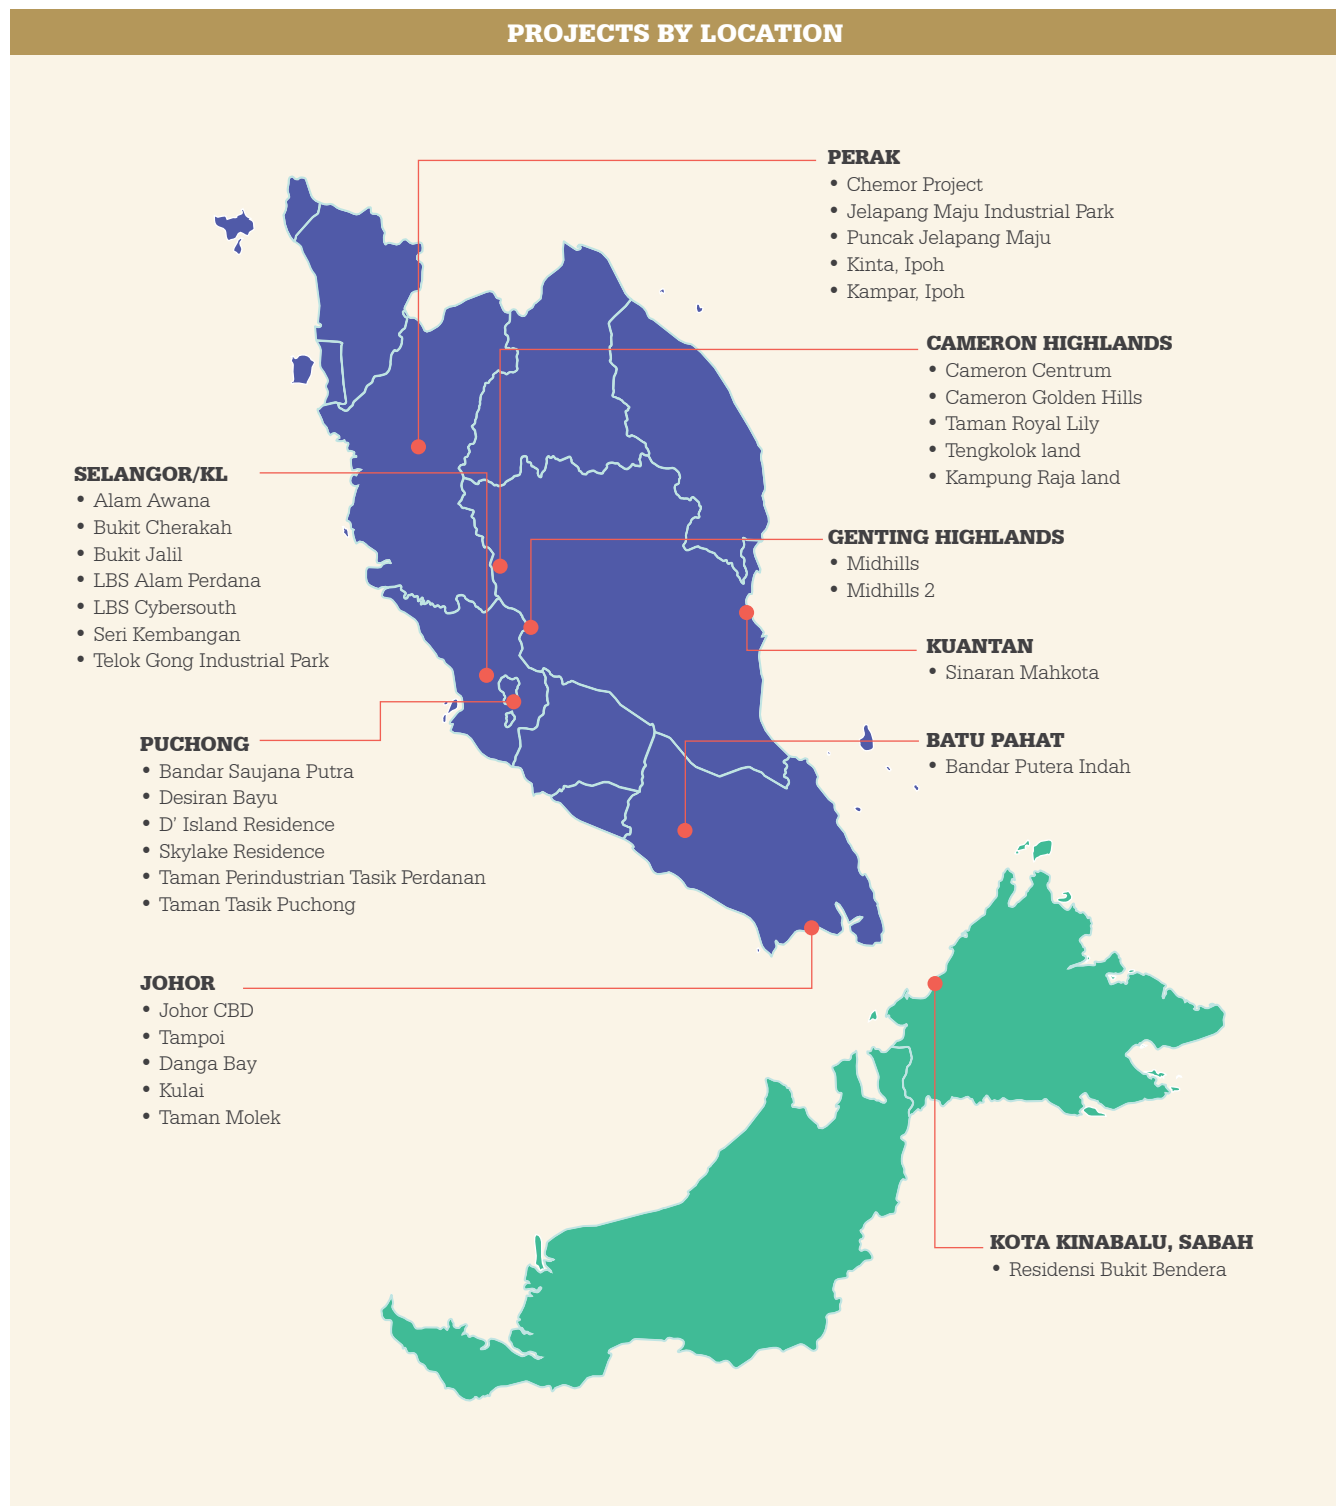 PROJECTS BY LOCATION
PERAK
• Chemor Project
• Jelapang Maju Industrial Park
• Puncak Jelapang Maju
• Kinta, Ipoh
• Kampar, Ipoh
CAMERON HIGHLANDS
• Cameron Centrum
• Cameron Golden Hills
• Taman Royal Lily
• Tengkolok land
• Kampung Raja land
SELANGOR/KL
• Alam Awana
• Bukit Cherakah
• Bukit Jalil
• LBS Alam Perdana
• LBS Cybersouth
• Seri Kembangan
• Telok Gong Industrial Park
GENTING HIGHLANDS
• Midhills
• Midhills 2
KUANTAN
• Sinaran Mahkota
PUCHONG
• Bandar Saujana Putra
• Desiran Bayu
• D’ Island Residence
• Skylake Residence
• Taman Perindustrian Tasik Perdanan
• Taman Tasik Puchong
BATU PAHAT
• Bandar Putera Indah
JOHOR
• Johor CBD
• Tampoi
• Danga Bay
• Kulai
• Taman Molek
KOTA KINABALU, SABAH
• Residensi Bukit Bendera